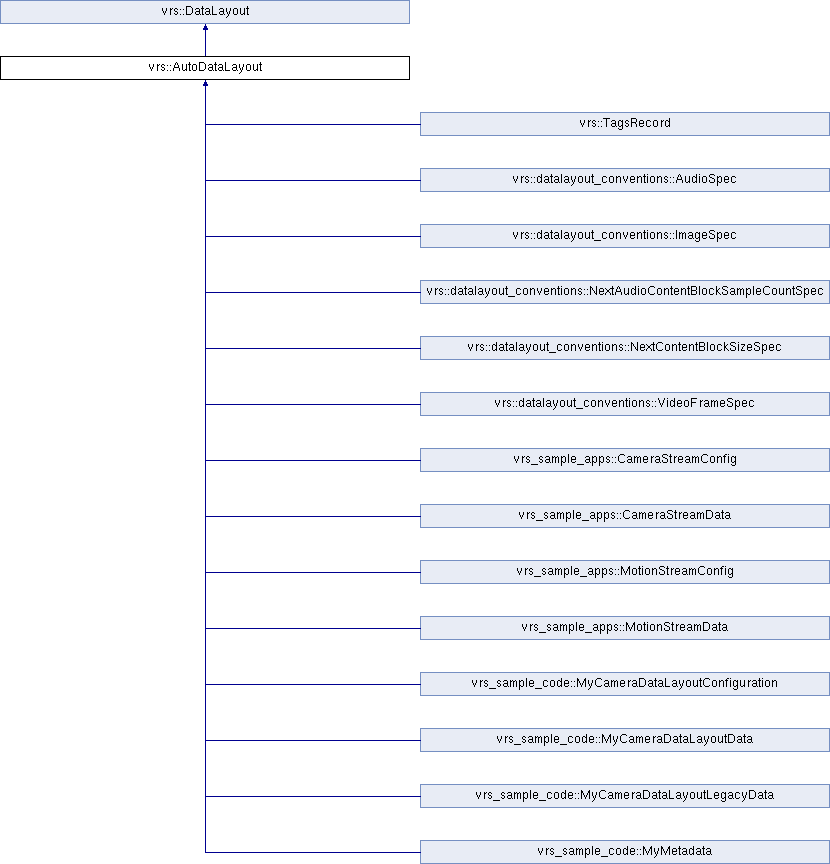 vrs::DataLayout
vrs::AutoDataLayout
vrs::TagsRecord
vrs::datalayout_conventions::AudioSpec
vrs::datalayout_conventions::ImageSpec
vrs::datalayout_conventions::NextAudioContentBlockSampleCountSpec
vrs::datalayout_conventions::NextContentBlockSizeSpec
vrs::datalayout_conventions::VideoFrameSpec
vrs_sample_apps::CameraStreamConfig
vrs_sample_apps::CameraStreamData
vrs_sample_apps::MotionStreamConfig
vrs_sample_apps::MotionStreamData
vrs_sample_code::MyCameraDataLayoutConfiguration
vrs_sample_code::MyCameraDataLayoutData
vrs_sample_code::MyCameraDataLayoutLegacyData
vrs_sample_code::MyMetadata